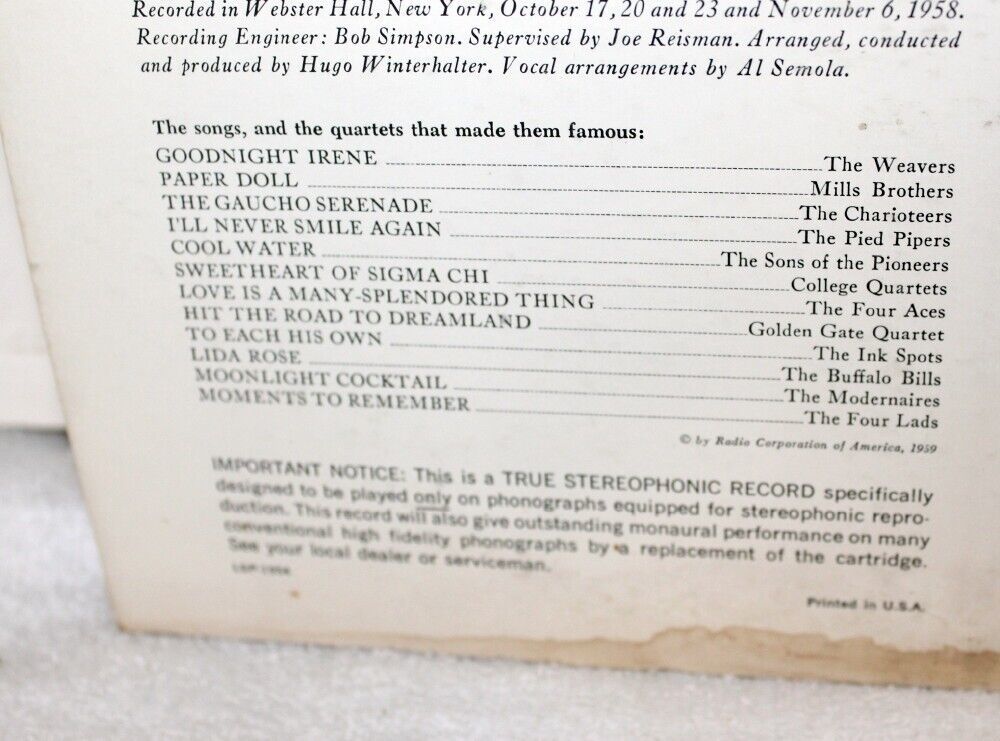 Recorded in Webster Hall, New York, October 17, 20 and 23 and November 6, 1958.
Recording Engineer: Bob Simpson. Supervised by Joe Reisman. Arranged, conducted
and produced by Hugo Winterhalter. Vocal arrangements by Al Semola.
The songs, and the quartets that made them famous:
GOODNIGHT IRENE The Weavers
PAPER DOLL Mills Brothers
THE GAUCHO SERENADE The Charioteers
I'LL NEVER SMILE AGAIN The Pied Pipers
COOL WATER The Sons of the Pioneers
SWEETHEART OF SIGMA CHI College Quartets
LOVE IS A MANY-SPLENDORED THING The Four Aces
HIT THE ROAD TO DREAMLAND Golden Gate Quartet
TO EACH HIS OWN The Ink Spots
LIDA ROSE The Buffalo Bills
MOONLIGHT COCKTAIL The Modernaires
MOMENTS TO REMEMBER The Four Lads
© by Radio Corporation of America, 1959
IMPORTANT NOTICE: This is a TRUE STEREOPHONIC RECORD specifically
designed to be played only on phonographs equipped for stereophonic repro-
duction. This record will also give outstanding monaural performance on many
conventional high fidelity phonographs by a replacement of the cartridge.
See your local dealer or serviceman.
Printed in U.S.A.